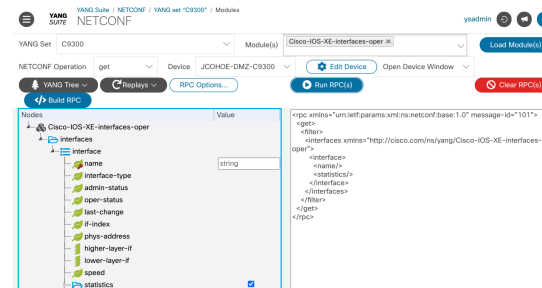 YANG Suite / NETCONF / YANG set "C9300" / Modules
YANG SUITE NETCONF
ysadmin
YANG Set C9300 Module(s) Cisco-IOS-XE-interfaces-oper × Load Module(s)
NETCONF Operation get Device JCOHOE-DMZ-C9300 Edit Device Open Device Window
YANG Tree Replays RPC Options... Run RPC(s) Clear RPC(s)
</> Build RPC
Nodes Value
Cisco-IOS-XE-interfaces-oper
interfaces
interface
name string
interface-type
admin-status
oper-status
last-change
if-index
phys-address
higher-layer-if
lower-layer-if
speed
statistics
<rpc xmlns="urn:ietf:params:xml:ns:netconf:base:1.0" message-id="101">
<get>
<filter>
<interfaces xmlns="http://cisco.com/ns/yang/Cisco-IOS-XE-interfaces-
oper">
<interface>
<name/>
<statistics/>
</interface>
</interfaces>
</filter>
</get>
</rpc>